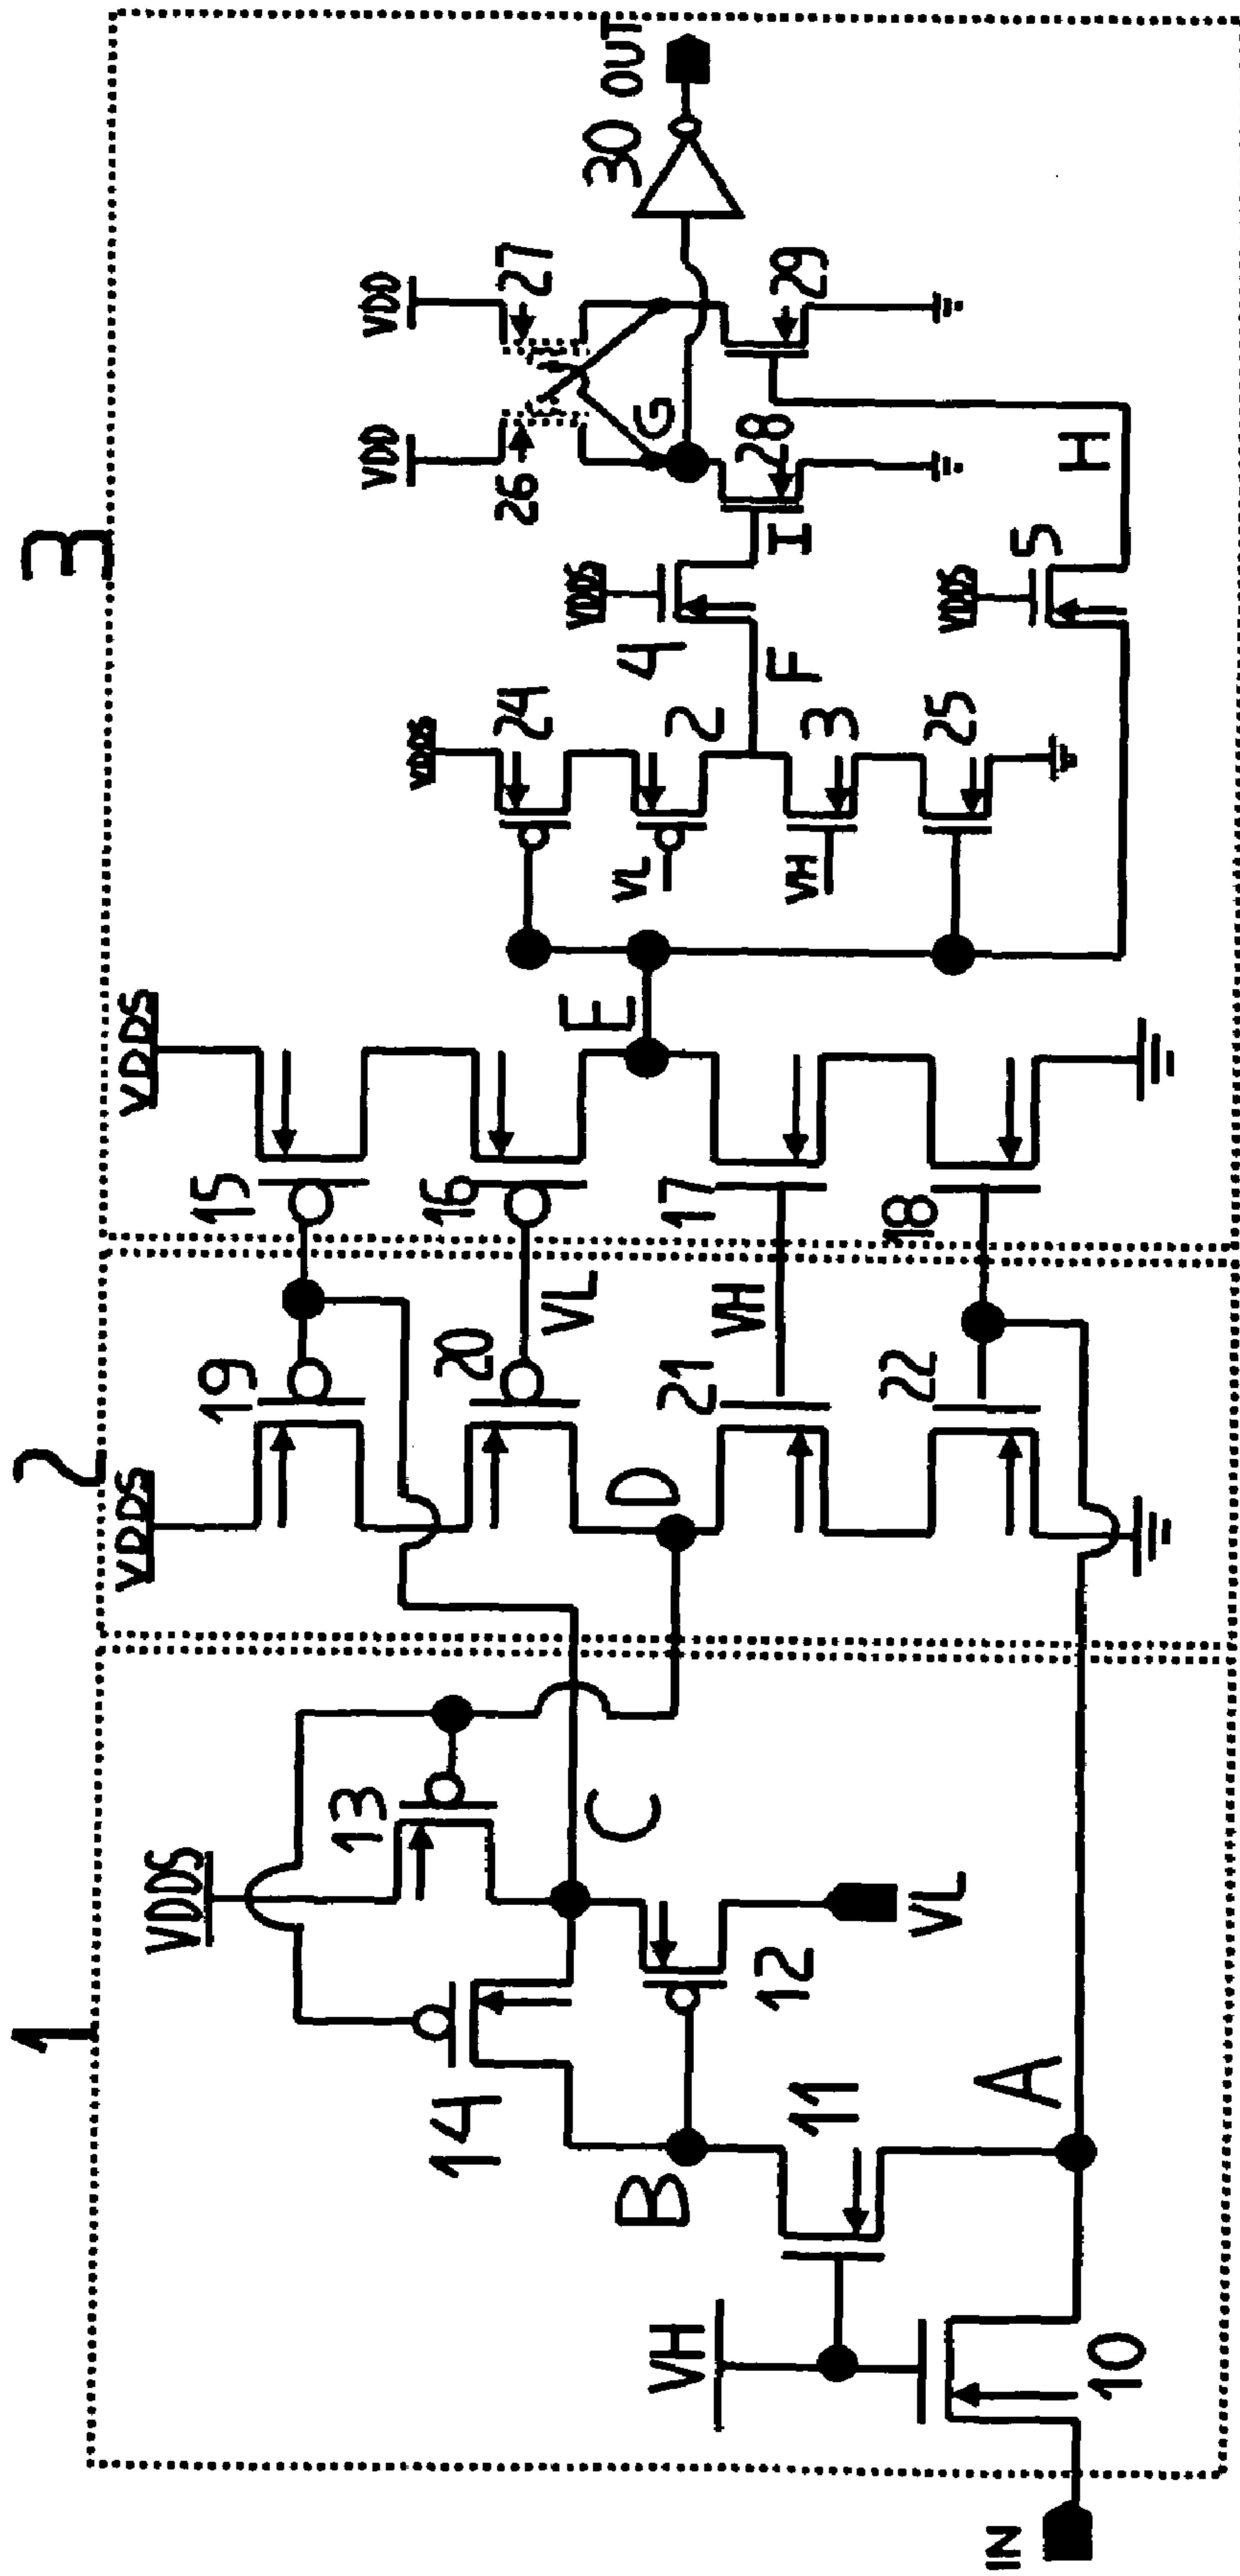 1
2
3
IN
VH
10
11
A
B
14
VDDS
13
12
VL
C
VDDS
19
20
21
22
D
VL
VH
VDDS
15
16
17
18
E
VDDS
24
VL
2
VH
3
25
F
VDDS
4
I
VDDS
5
H
VDD
26
VDD
27
G
28
29
30
OUT